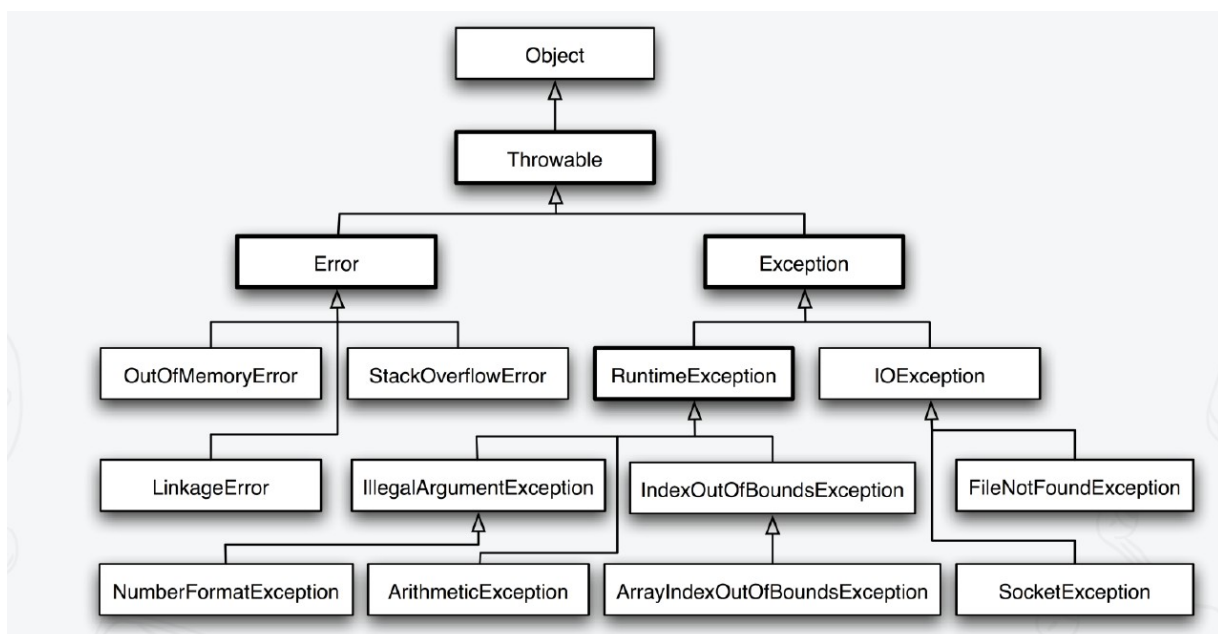 Object
Throwable
Error
Exception
OutOfMemoryError
StackOverflowError
RuntimeException
IOException
LinkageError
IllegalArgumentException
IndexOutOfBoundsException
FileNotFoundException
NumberFormatException
ArithmeticException
ArrayIndexOutOfBoundsException
SocketException